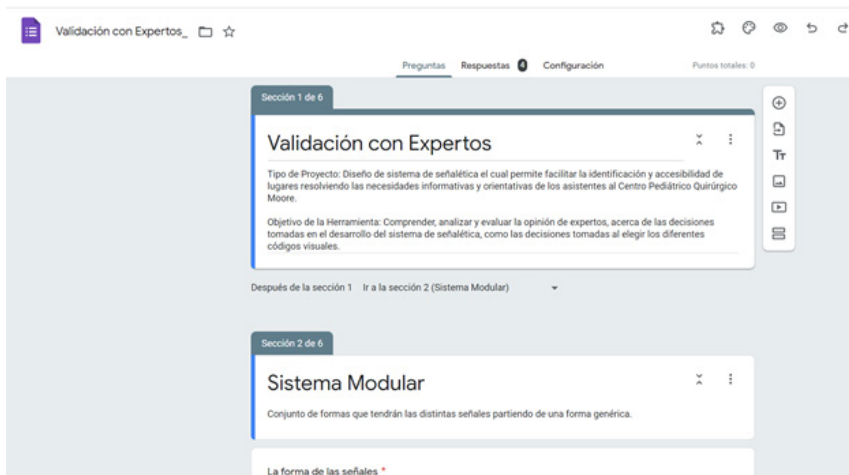 Validación con Expertos_
Preguntas Respuestas 4 Configuración Puntos totales: 0
Sección 1 de 6
Validación con Expertos
Tipo de Proyecto: Diseño de sistema de señalética el cual permite facilitar la identificación y accesibilidad de
lugares resolviendo las necesidades informativas y orientativas de los asistentes al Centro Pediátrico Quirúrgico
Moore.
Objetivo de la Herramienta: Comprender, analizar y evaluar la opinión de expertos, acerca de las decisiones
tomadas en el desarrollo del sistema de señalética, como las decisiones tomadas al elegir los diferentes
códigos visuales.
Después de la sección 1 Ir a la sección 2 (Sistema Modular)
Sección 2 de 6
Sistema Modular
Conjunto de formas que tendrán las distintas señales partiendo de una forma genérica.
La forma de las señales *
Tt